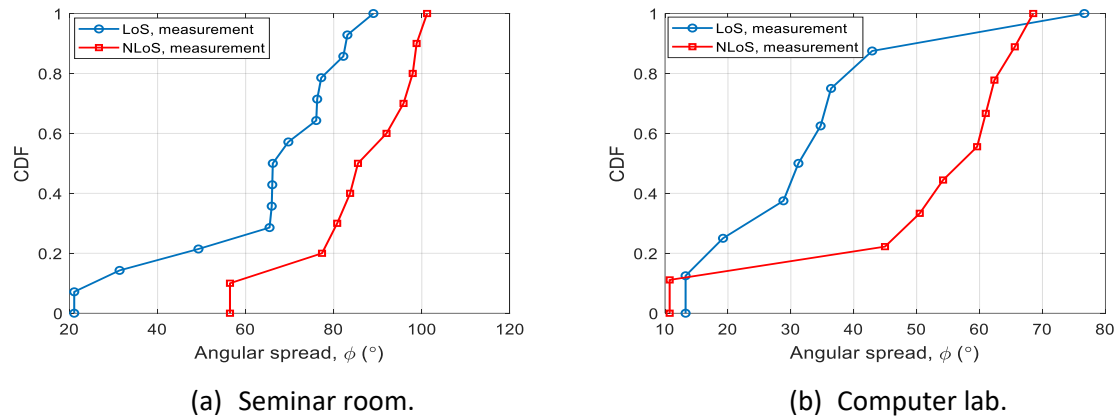 1
0.8
0.6
0.4
0.2
0
CDF
LoS, measurement
NLoS, measurement
20 40 60 80 100 120
Angular spread, ϕ (°)
(a) Seminar room.
1
0.8
0.6
0.4
0.2
0
CDF
LoS, measurement
NLoS, measurement
10 20 30 40 50 60 70 80
Angular spread, ϕ (°)
(b) Computer lab.